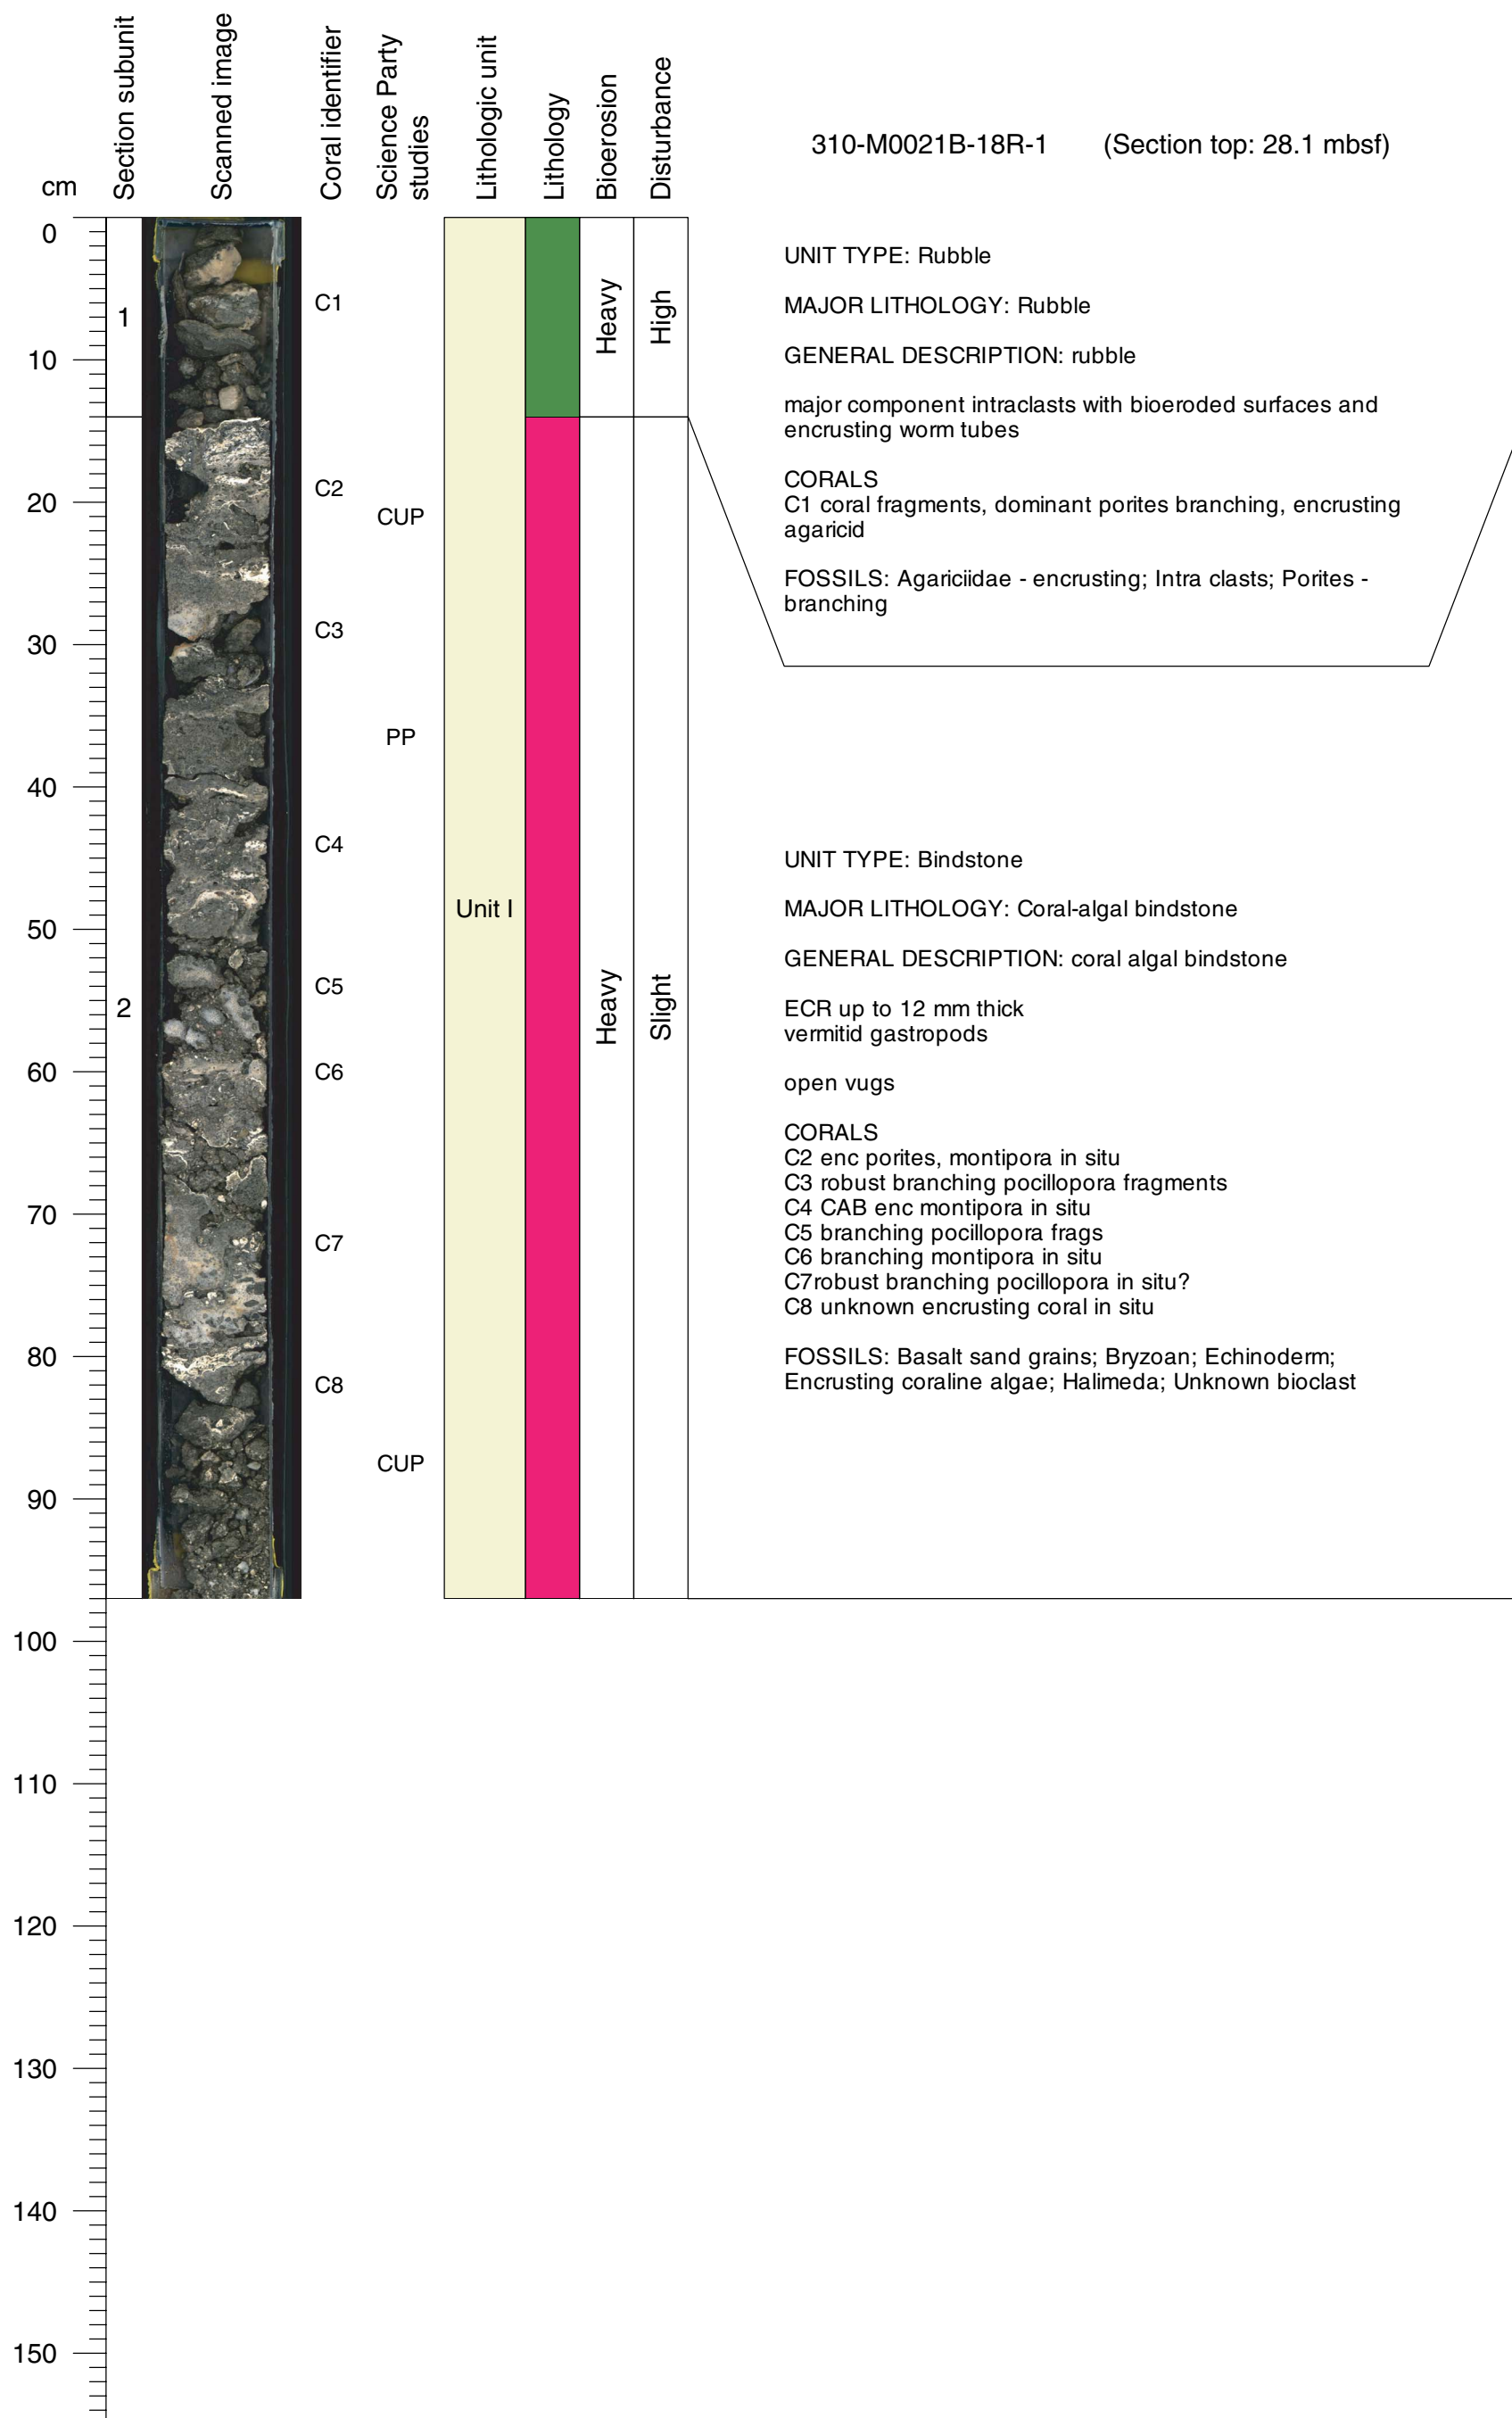 Section subunit
Scanned image
Coral identifier
Science Party
studies
Lithologic unit
Lithology
Bioerosion
Disturbance
310-M0021B-18R-1 (Section top: 28.1 mbsf)
cm
0
10
20
30
40
50
60
70
80
90
100
110
120
130
140
150
1
2
C1
C2
C3
C4
C5
C6
C7
C8
CUP
PP
CUP
Unit I
Heavy
High
Heavy
Slight
UNIT TYPE: Rubble
MAJOR LITHOLOGY: Rubble
GENERAL DESCRIPTION: rubble
major component intraclasts with bioeroded surfaces and
encrusting worm tubes
CORALS
C1 coral fragments, dominant porites branching, encrusting
agaricid
FOSSILS: Agariciidae - encrusting; Intra clasts; Porites -
branching
UNIT TYPE: Bindstone
MAJOR LITHOLOGY: Coral-algal bindstone
GENERAL DESCRIPTION: coral algal bindstone
ECR up to 12 mm thick
vermitid gastropods
open vugs
CORALS
C2 enc porites, montipora in situ
C3 robust branching pocillopora fragments
C4 CAB enc montipora in situ
C5 branching pocillopora frags
C6 branching montipora in situ
C7robust branching pocillopora in situ?
C8 unknown encrusting coral in situ
FOSSILS: Basalt sand grains; Bryzoan; Echinoderm;
Encrusting coraline algae; Halimeda; Unknown bioclast